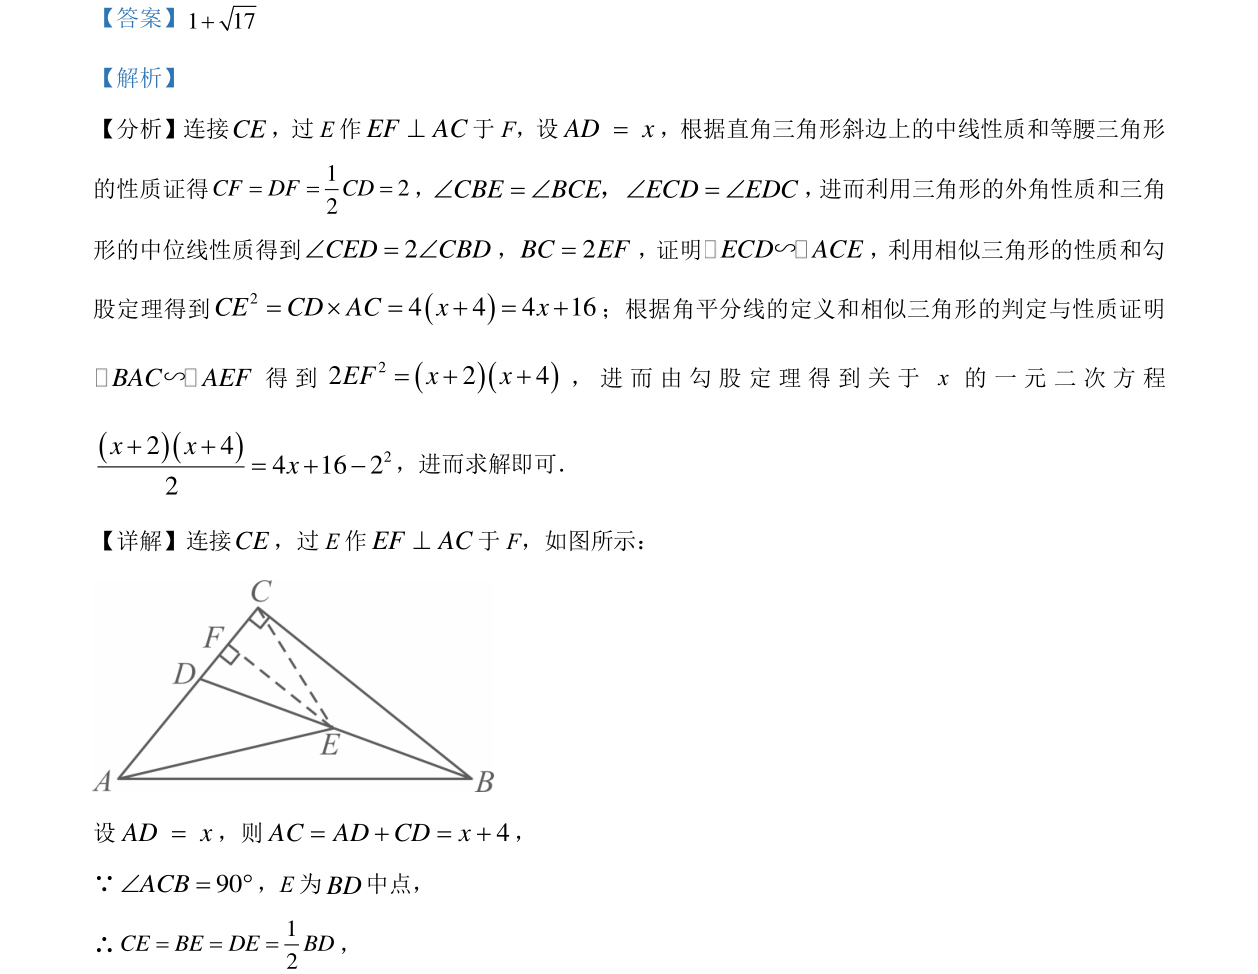 【答案】1+√17
【解析】
【分析】连接CE，过E作EF⊥AC于F，设AD = x，根据直角三角形斜边上的中线性质和等腰三角形
的性质证得CF=DF=1/2CD=2，∠CBE=∠BCE，∠ECD=∠EDC，进而利用三角形的外角性质和三角
形的中位线性质得到∠CED=2∠CBD，BC=2EF，证明□ECD∽□ACE，利用相似三角形的性质和勾
股定理得到CE²=CD×AC=4(x+4)=4x+16；根据角平分线的定义和相似三角形的判定与性质证明
□BAC∽□AEF得到2EF²=(x+2)(x+4)，进而由勾股定理得到关于x的一元二次方程
(x+2)(x+4)/2=4x+16-2²，进而求解即可．
【详解】连接CE，过E作EF⊥AC于F，如图所示：
C
F
D
E
A
B
设AD = x，则AC=AD+CD=x+4，
∵∠ACB=90°，E为BD中点，
∴CE=BE=DE=1/2BD，